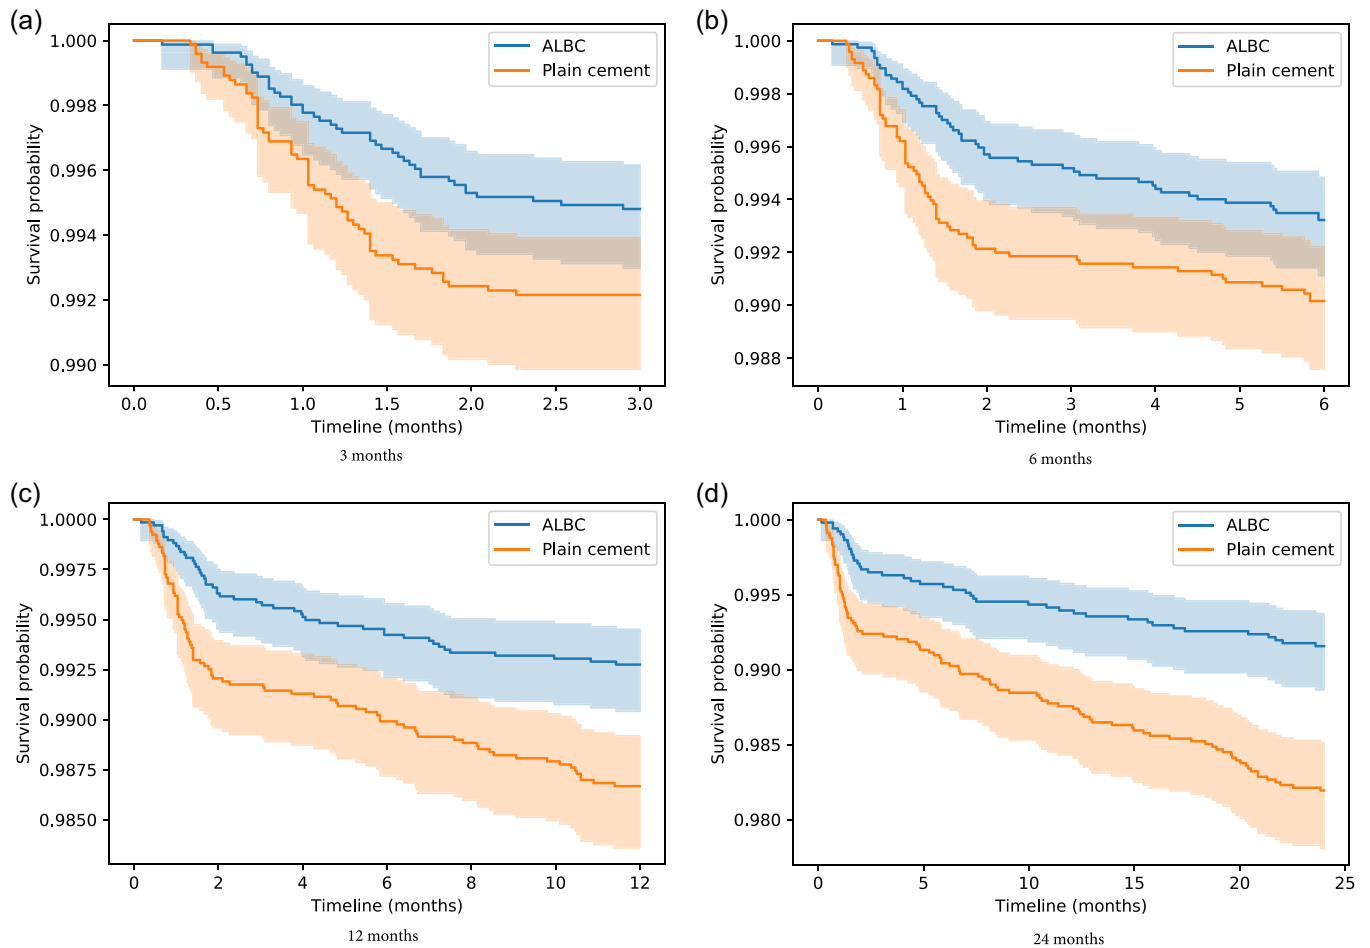 (a)
1.000
0.998
0.996
0.994
0.992
0.990
Survival probability
ALBC
Plain cement
0.0 0.5 1.0 1.5 2.0 2.5 3.0
Timeline (months)
3 months
(b)
1.000
0.998
0.996
0.994
0.992
0.990
0.988
Survival probability
ALBC
Plain cement
0 1 2 3 4 5 6
Timeline (months)
6 months
(c)
1.0000
0.9975
0.9950
0.9925
0.9900
0.9875
0.9850
Survival probability
ALBC
Plain cement
0 2 4 6 8 10 12
Timeline (months)
12 months
(d)
1.000
0.995
0.990
0.985
0.980
Survival probability
ALBC
Plain cement
0 5 10 15 20 25
Timeline (months)
24 months